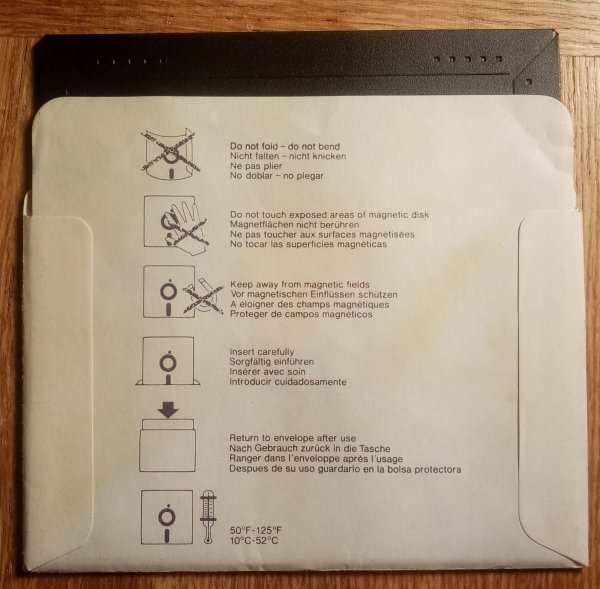 Do not fold – do not bend
Nicht falten – nicht knicken
Ne pas plier
No doblar – no plegar
Do not touch exposed areas of magnetic disk
Magnetflächen nicht berühren
Ne pas toucher aux surfaces magnétisées
No tocar las superficies magnéticas
Keep away from magnetic fields
Vor magnetischen Einflüssen schützen
A éloigner des champs magnétiques
Proteger de campos magnéticos
Insert carefully
Sorgfältig einführen
Insérer avec soin
Introducir cuidadosamente
Return to envelope after use
Nach Gebrauch zurück in die Tasche
Ranger dans l'enveloppe après l'usage
Despues de su uso guardarlo en la bolsa protectora
50°F-125°F
10°C-52°C